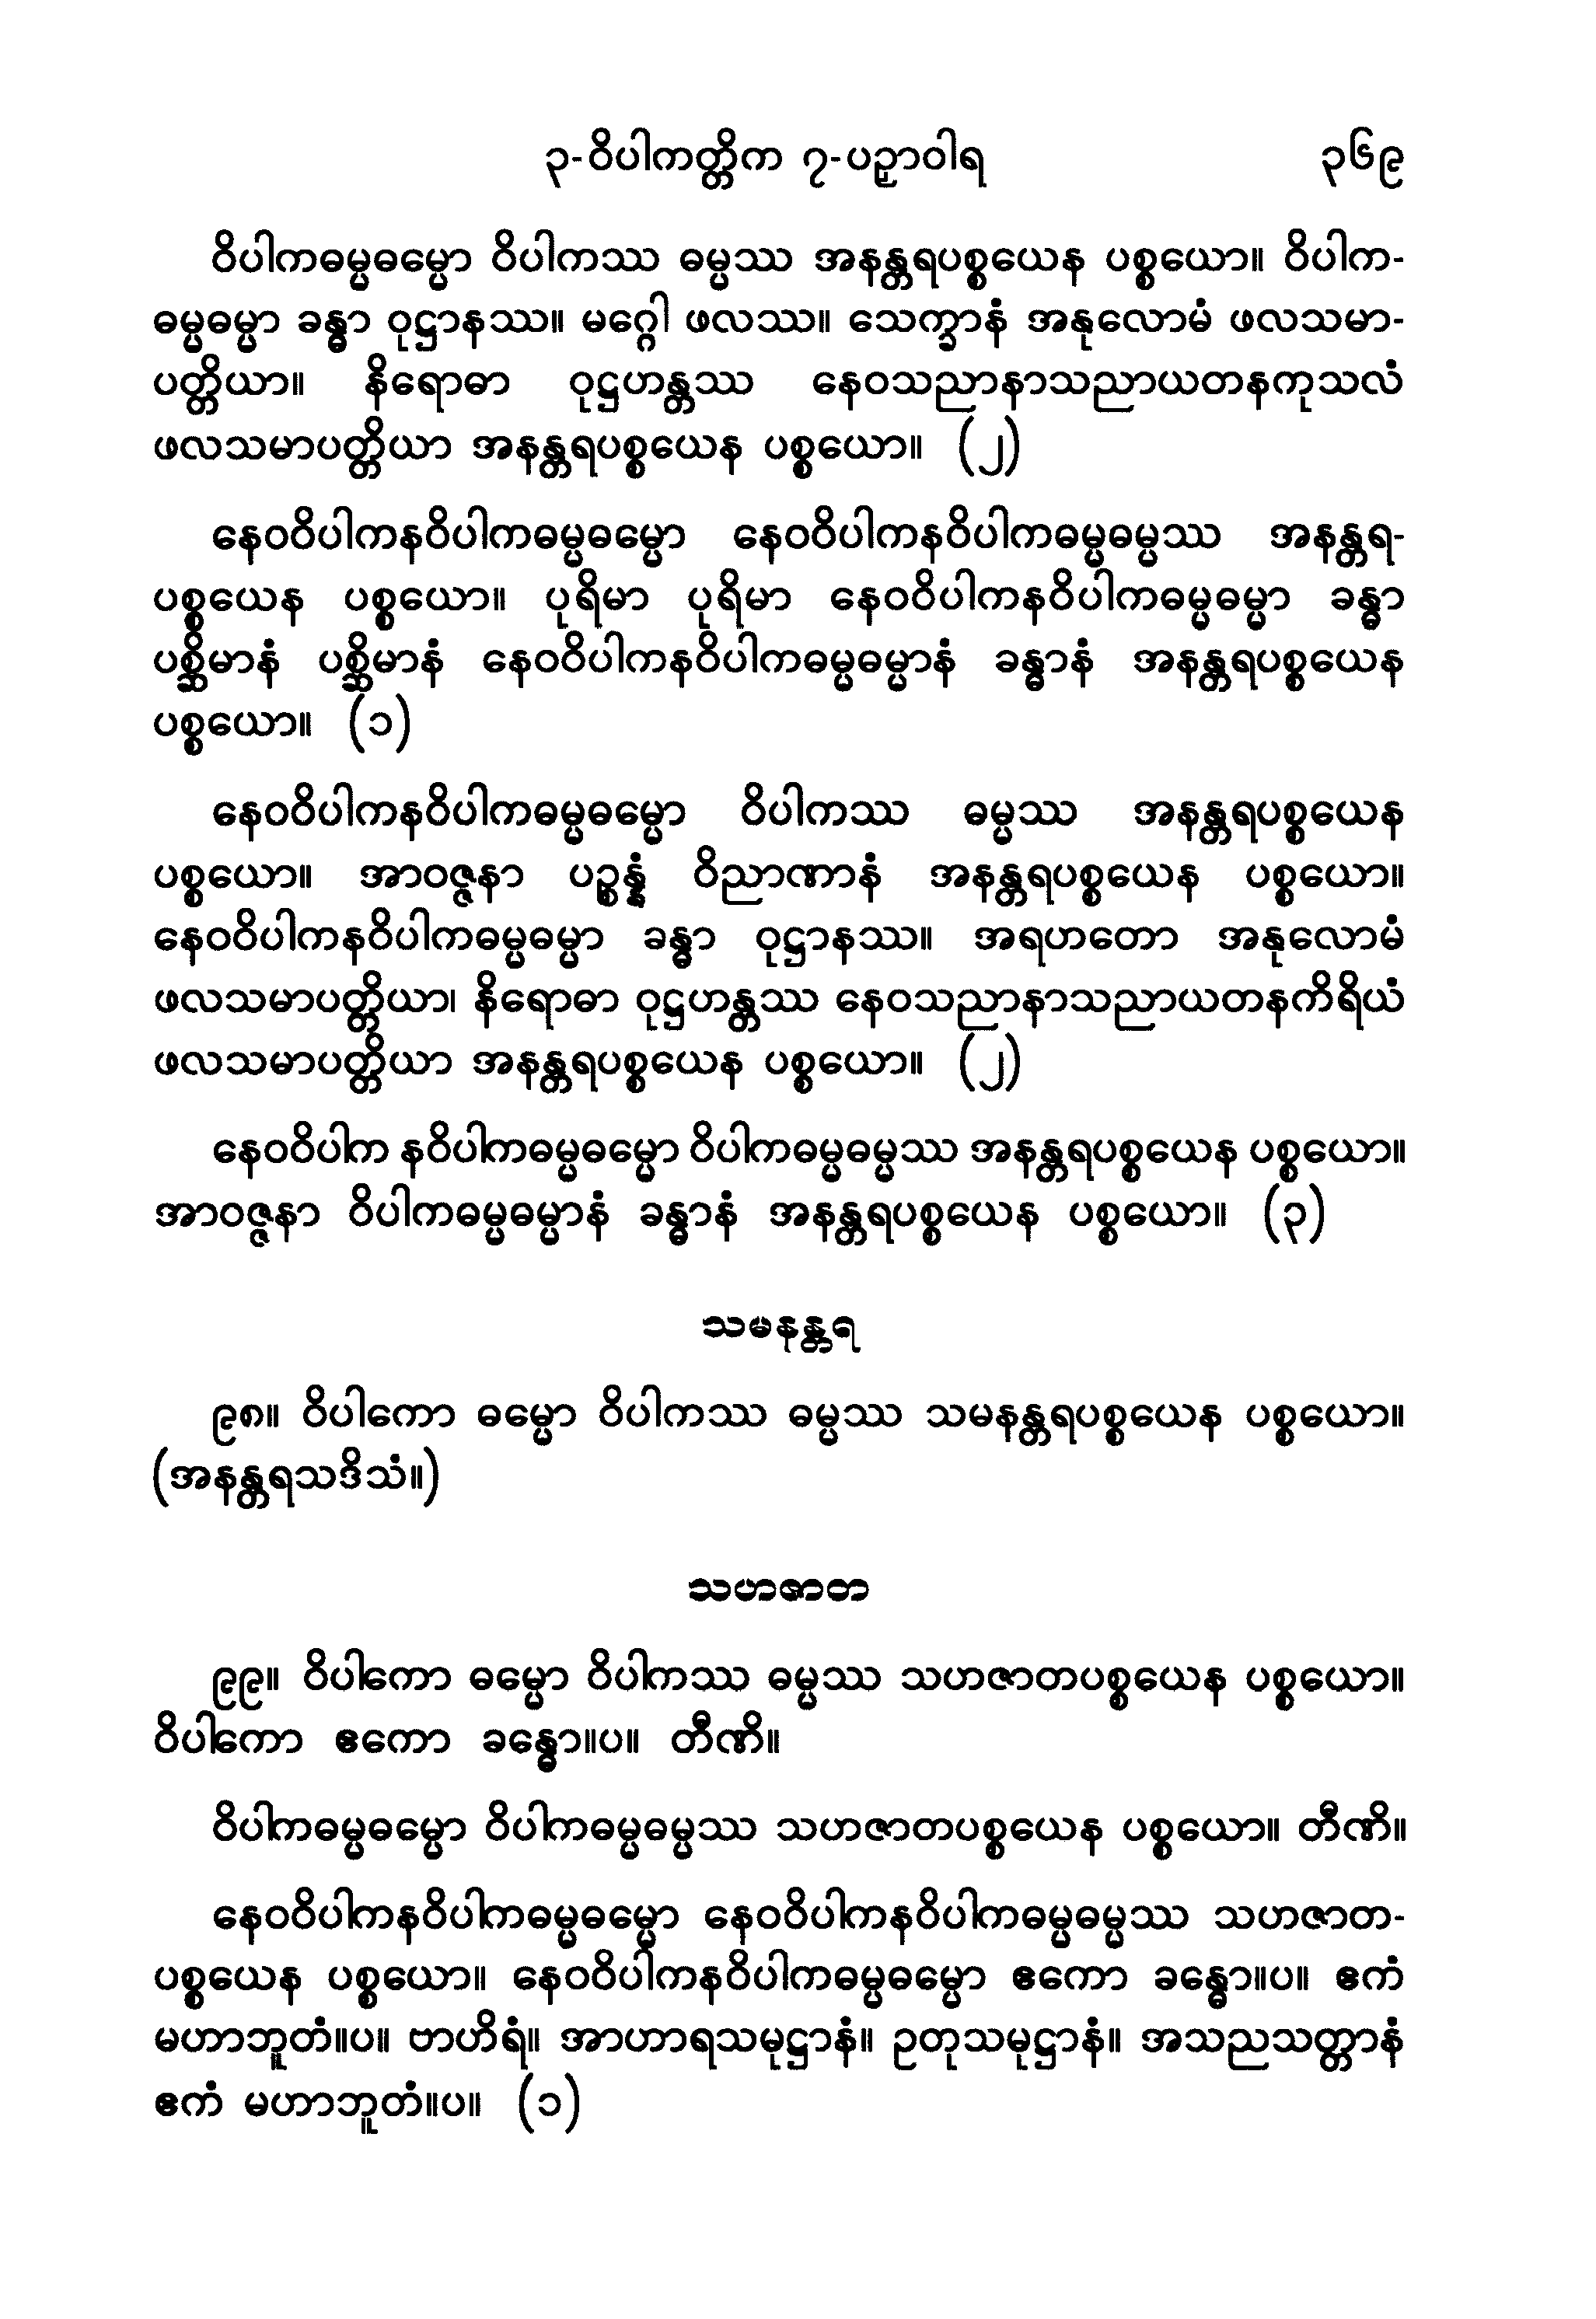 ၃-ဝိပါကတ္တိက ၇-ပဉှာဝါရ ၃၆၉
ဝိပါကဓမ္မဓမ္မော ဝိပါကဿ ဓမ္မဿ အနန္တရပစ္စယေန ပစ္စယော။ ဝိပါက-
ဓမ္မဓမ္မာ ခန္ဓာ ဝုဋ္ဌာနဿ။ မဂ္ဂေါ ဖလဿ။ သေက္ခာနံ အနုလောမံ ဖလသမာ-
ပတ္တိယာ။ နိရောဓာ ဝုဋ္ဌဟန္တဿ နေဝသညာနာသညာယတနကုသလံ
ဖလသမာပတ္တိယာ အနန္တရပစ္စယေန ပစ္စယော။ (၂)
နေဝဝိပါကနဝိပါကဓမ္မဓမ္မော နေဝဝိပါကနဝိပါကဓမ္မဓမ္မဿ အနန္တရ-
ပစ္စယေန ပစ္စယော။ ပုရိမာ ပုရိမာ နေဝဝိပါကနဝိပါကဓမ္မဓမ္မာ ခန္ဓာ
ပစ္ဆိမာနံ ပစ္ဆိမာနံ နေဝဝိပါကနဝိပါကဓမ္မဓမ္မာနံ ခန္ဓာနံ အနန္တရပစ္စယေန
ပစ္စယော။ (၁)
နေဝဝိပါကနဝိပါကဓမ္မဓမ္မော ဝိပါကဿ ဓမ္မဿ အနန္တရပစ္စယေန
ပစ္စယော။ အာဝဇ္ဇနာ ပဉ္စန္နံ ဝိညာဏာနံ အနန္တရပစ္စယေန ပစ္စယော။
နေဝဝိပါကနဝိပါကဓမ္မဓမ္မာ ခန္ဓာ ဝုဋ္ဌာနဿ။ အရဟတော အနုလောမံ
ဖလသမာပတ္တိယာ၊ နိရောဓာ ဝုဋ္ဌဟန္တဿ နေဝသညာနာသညာယတနကိရိယံ
ဖလသမာပတ္တိယာ အနန္တရပစ္စယေန ပစ္စယော။ (၂)
နေဝဝိပါက နဝိပါကဓမ္မဓမ္မော ဝိပါကဓမ္မဓမ္မဿ အနန္တရပစ္စယေန ပစ္စယော။
အာဝဇ္ဇနာ ဝိပါကဓမ္မဓမ္မာနံ ခန္ဓာနံ အနန္တရပစ္စယေန ပစ္စယော။ (၃)
သမနန္တရ
၉၈။ ဝိပါကော ဓမ္မော ဝိပါကဿ ဓမ္မဿ သမနန္တရပစ္စယေန ပစ္စယော။
(အနန္တရသဒိသံ။)
သဟဇာတ
၉၉။ ဝိပါကော ဓမ္မော ဝိပါကဿ ဓမ္မဿ သဟဇာတပစ္စယေန ပစ္စယော။
ဝိပါကော ဧကော ခန္ဓော။ပ။ တီဏိ။
ဝိပါကဓမ္မဓမ္မော ဝိပါကဓမ္မဓမ္မဿ သဟဇာတပစ္စယေန ပစ္စယော။ တီဏိ။
နေဝဝိပါကနဝိပါကဓမ္မဓမ္မော နေဝဝိပါကနဝိပါကဓမ္မဓမ္မဿ သဟဇာတ-
ပစ္စယေန ပစ္စယော။ နေဝဝိပါကနဝိပါကဓမ္မဓမ္မော ဧကော ခန္ဓော။ပ။ ဧကံ
မဟာဘူတံ။ပ။ ဗာဟိရံ။ အာဟာရသမုဋ္ဌာနံ။ ဥတုသမုဋ္ဌာနံ။ အသညသတ္တာနံ
ဧကံ မဟာဘူတံ။ပ။ (၁)